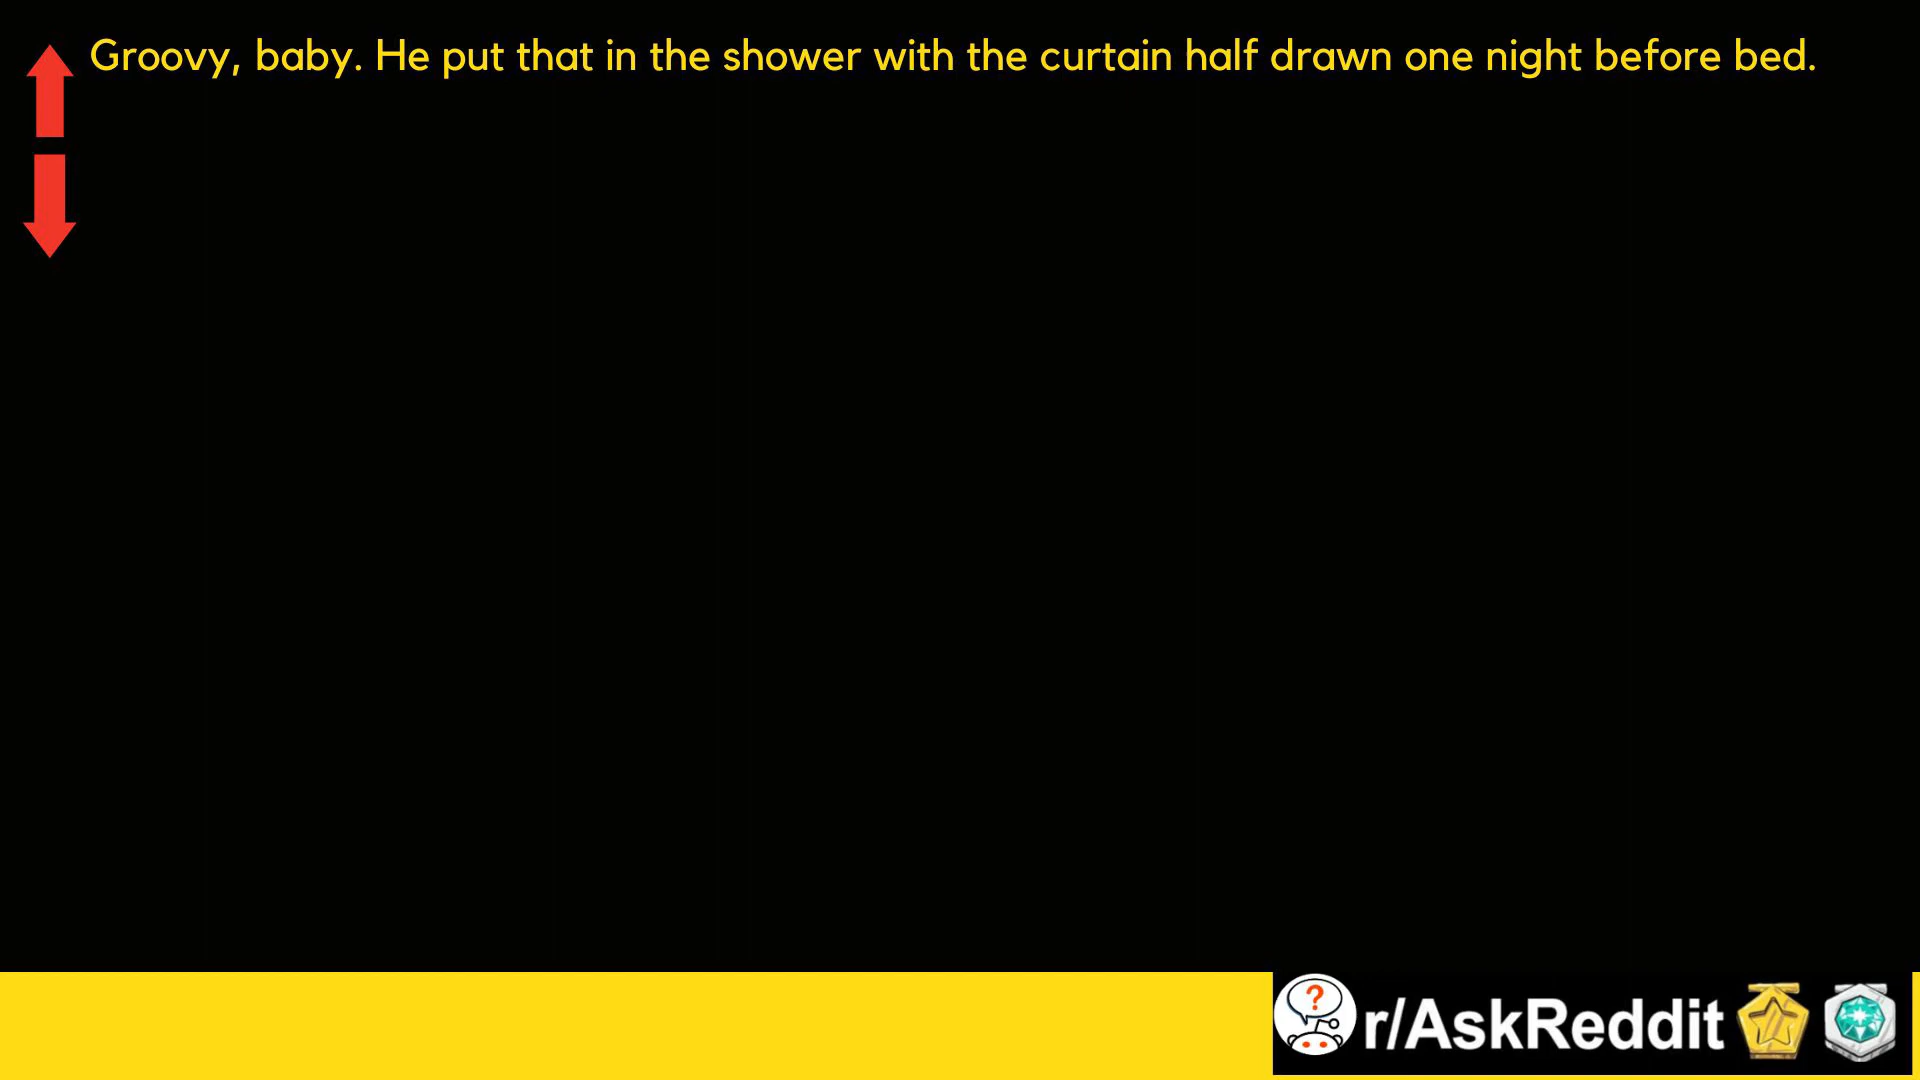 Groovy, baby. He put that in the shower with the curtain half drawn one night before bed.
?
r/AskReddit